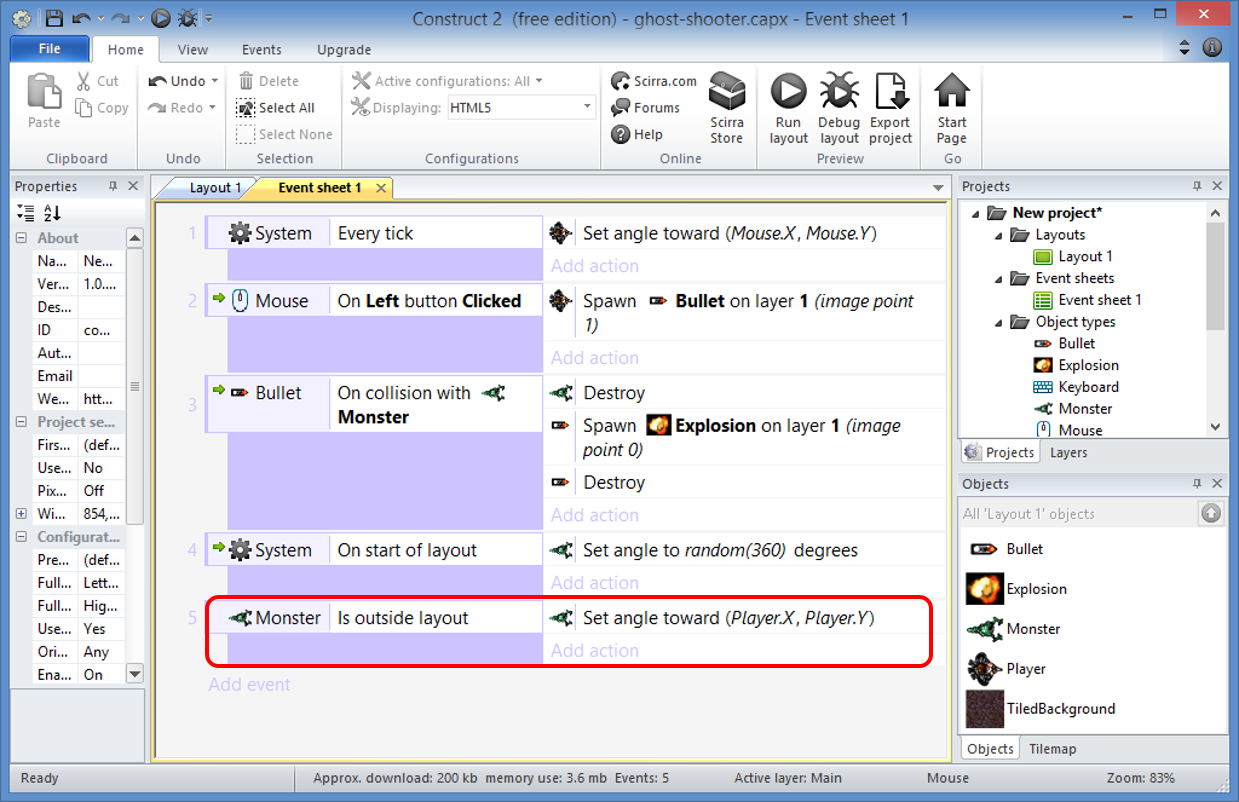 Construct 2  (free edition) - ghost-shooter.capx - Event sheet 1
File Home View Events Upgrade
Paste
Cut
Copy
Clipboard
Undo
Redo
Undo
Delete
Select All
Select None
Selection
Active configurations: All
Displaying: HTML5
Configurations
Scirra.com
Forums
Help
Scirra Store
Online
Run layout
Debug layout
Export project
Preview
Start Page
Go
Properties
About
Na... Ne...
Ver... 1.0....
Des...
ID co...
Aut...
Email
We... htt...
Project se...
Firs... (def...
Use... No
Pix... Off
Wi... 854,...
Configurat...
Pre... (def...
Full... Lett...
Full... Hig...
Use... Yes
Ori... Any
Ena... On
Layout 1 Event sheet 1
1 System Every tick Set angle toward (Mouse.X, Mouse.Y)
Add action
2 Mouse On Left button Clicked Spawn Bullet on layer 1 (image point
1)
Add action
3 Bullet On collision with
Monster
Destroy
Spawn Explosion on layer 1 (image
point 0)
Destroy
Add action
4 System On start of layout Set angle to random(360) degrees
Add action
5 Monster Is outside layout Set angle toward (Player.X, Player.Y)
Add action
Add event
Projects
New project*
Layouts
Layout 1
Event sheets
Event sheet 1
Object types
Bullet
Explosion
Keyboard
Monster
Mouse
Projects Layers
Objects
All 'Layout 1' objects
Bullet
Explosion
Monster
Player
TiledBackground
Objects Tilemap
Ready Approx. download: 200 kb  memory use: 3.6 mb  Events: 5 Active layer: Main Mouse Zoom: 83%